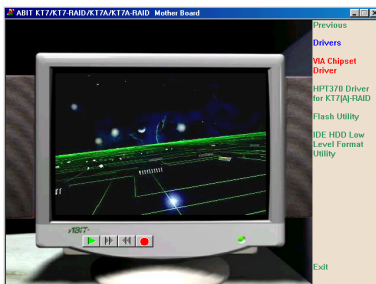 ABIT KT7/KT7-RAID/KT7A/KT7A-RAID Mother Board
Previous
Drivers
VIA Chipset
Driver
HPT370 Driver
for KT7(A)-RAID
Flash Utility
IDE HDD Low
Level Format
Utility
ABIT
Exit